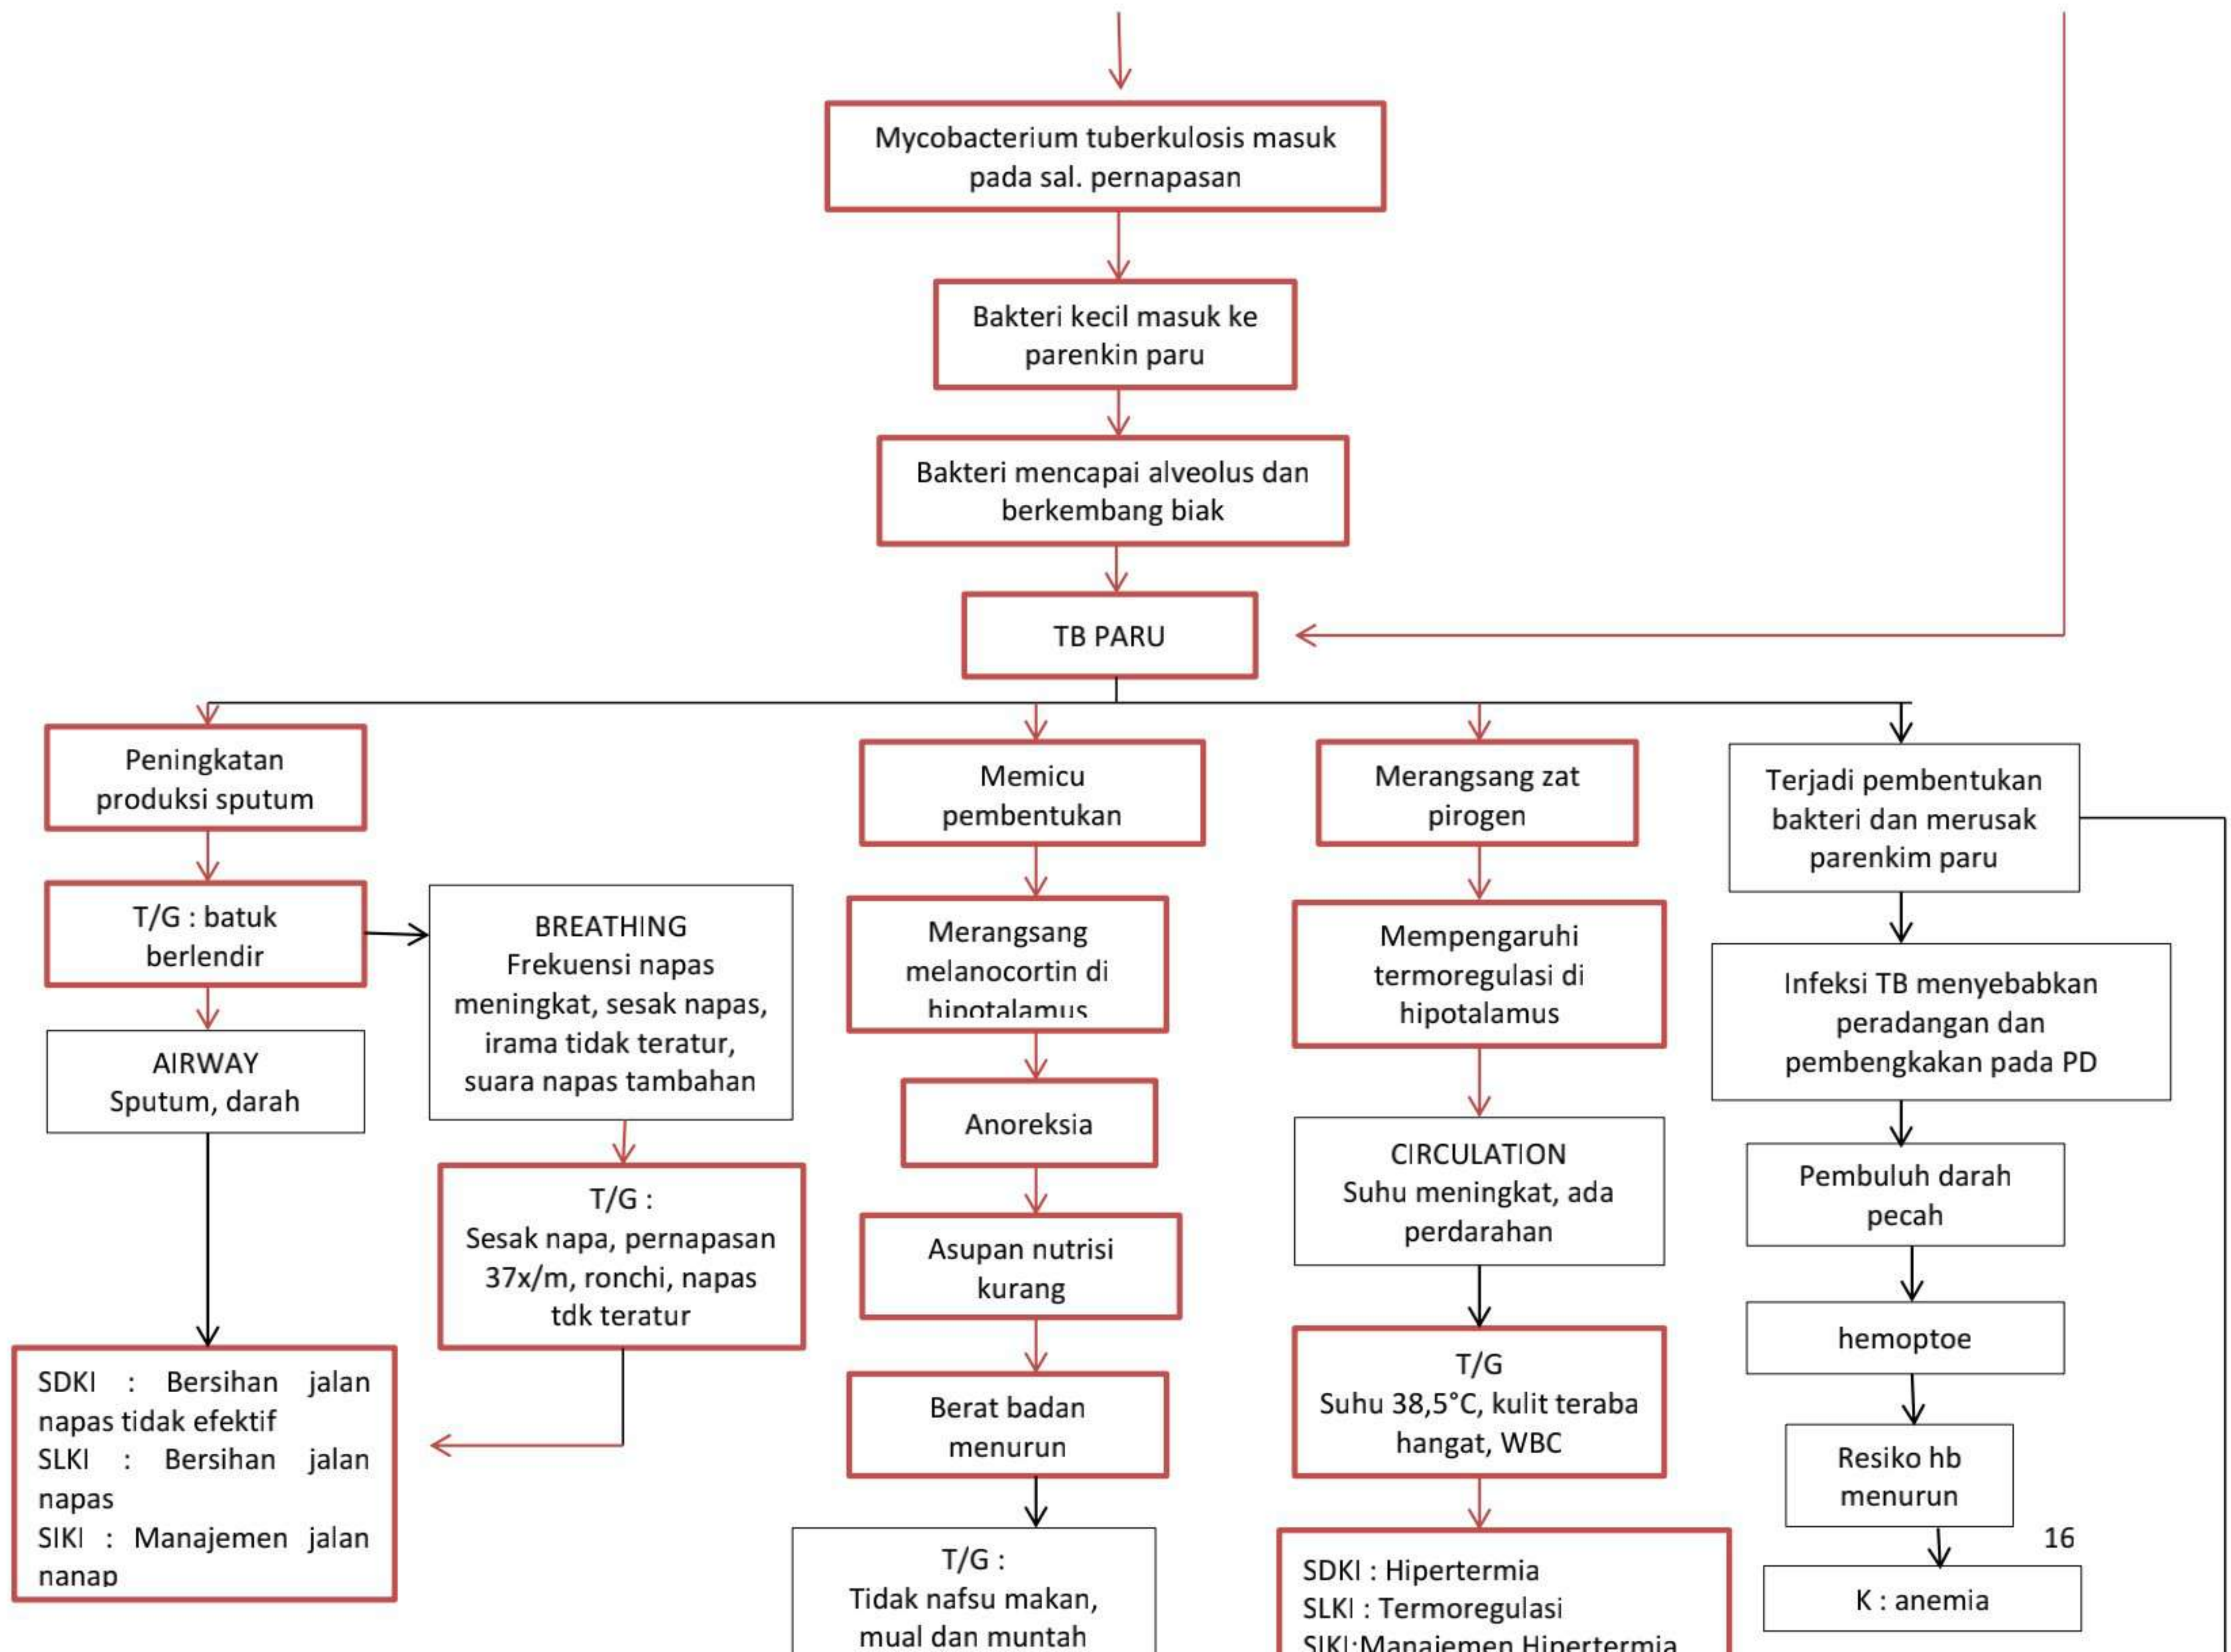 Mycobacterium tuberkulosis masuk
pada sal. pernapasan
Bakteri kecil masuk ke
parenkin paru
Bakteri mencapai alveolus dan
berkembang biak
TB PARU
Peningkatan
produksi sputum
T/G : batuk
berlendir
AIRWAY
Sputum, darah
BREATHING
Frekuensi napas
meningkat, sesak napas,
irama tidak teratur,
suara napas tambahan
T/G :
Sesak napa, pernapasan
37x/m, ronchi, napas
tdk teratur
SDKI : Bersihan jalan
napas tidak efektif
SLKI : Bersihan jalan
napas
SIKI : Manajemen jalan
nanap
Memicu
pembentukan
Merangsang
melanocortin di
hipotalamus
Anoreksia
Asupan nutrisi
kurang
Berat badan
menurun
T/G :
Tidak nafsu makan,
mual dan muntah
Merangsang zat
pirogen
Mempengaruhi
termoregulasi di
hipotalamus
CIRCULATION
Suhu meningkat, ada
perdarahan
T/G
Suhu 38,5°C, kulit teraba
hangat, WBC
SDKI : Hipertermia
SLKI : Termoregulasi
SIKI:Manajemen Hipertermia
Terjadi pembentukan
bakteri dan merusak
parenkim paru
Infeksi TB menyebabkan
peradangan dan
pembengkakan pada PD
Pembuluh darah
pecah
hemoptoe
Resiko hb
menurun
16
K : anemia